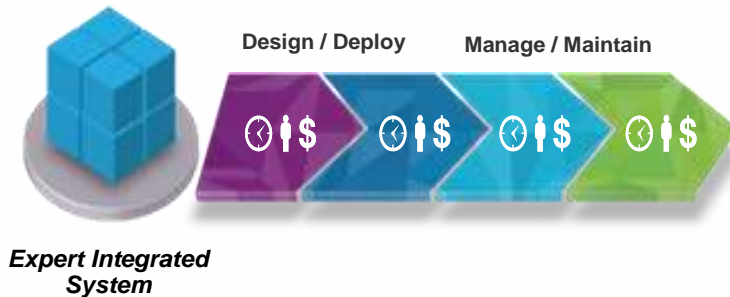 Design / Deploy
Manage / Maintain
$
$
$
$
Expert Integrated
System